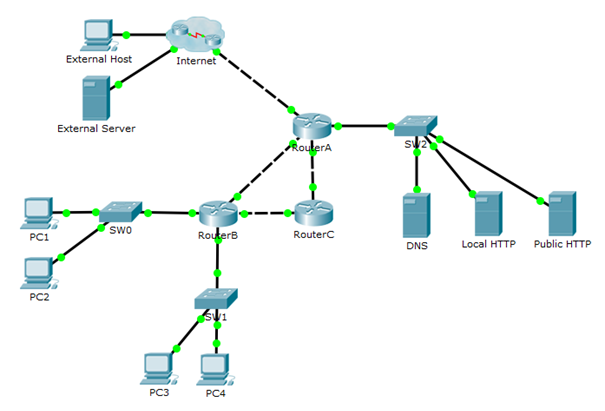 External Host
Internet
External Server
RouterA
SW2
PC1
SW0
RouterB
RouterC
DNS
Local HTTP
Public HTTP
PC2
SW1
PC3
PC4